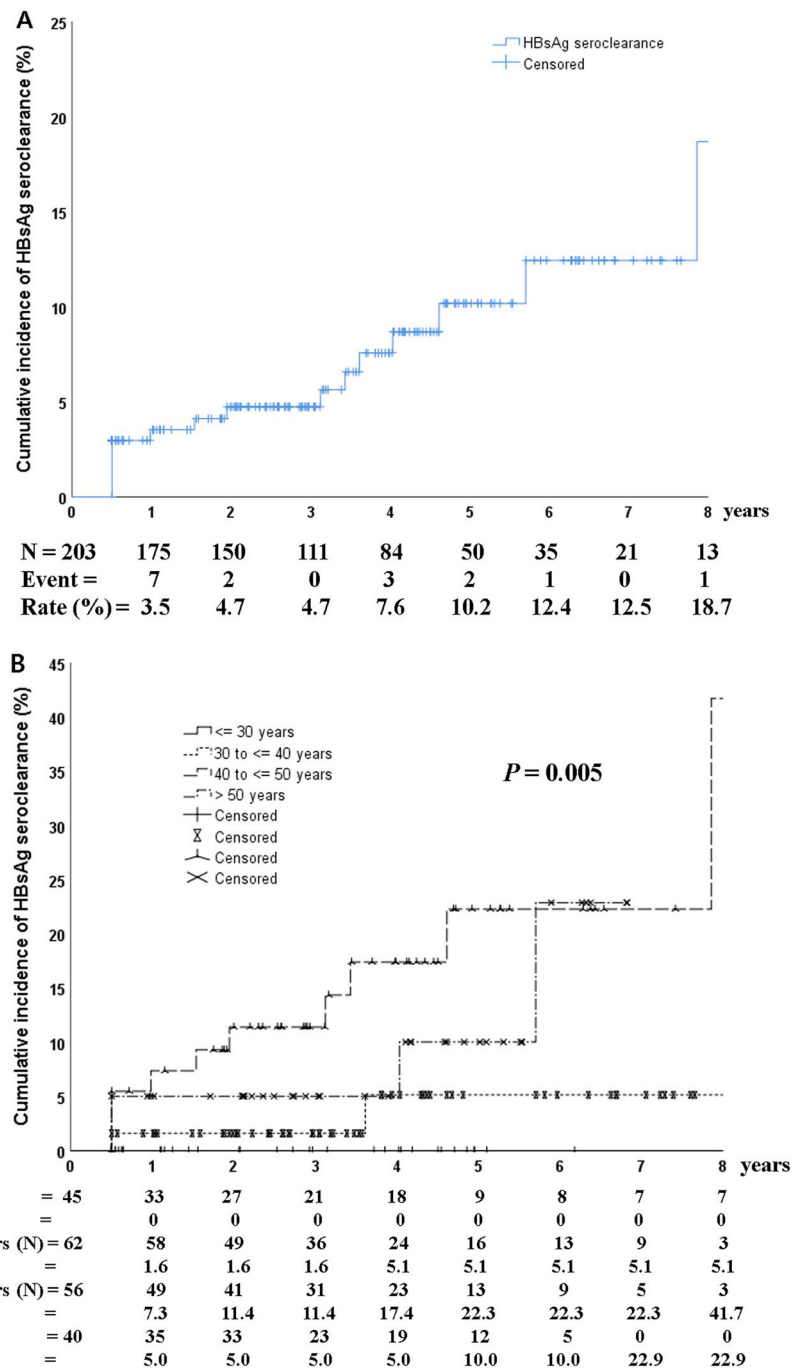 A
Cumulative incidence of HBsAg seroclearance (%)
25
20
15
10
5
0
HBsAg seroclearance
Censored
0 1 2 3 4 5 6 7 8 years
N = 203 175 150 111 84 50 35 21 13
Event = 7 2 0 3 2 1 0 1
Rate (%) = 3.5 4.7 4.7 7.6 10.2 12.4 12.5 18.7
B
Cumulative incidence of HBsAg seroclearance (%)
45
40
35
30
25
20
15
10
5
0
<= 30 years
30 to <= 40 years
40 to <= 50 years
> 50 years
Censored
Censored
Censored
Censored
P = 0.005
0 1 2 3 4 5 6 7 8 years
= 45 33 27 21 18 9 8 7 7
= 0 0 0 0 0 0 0 0
rs (N) = 62 58 49 36 24 16 13 9 3
= 1.6 1.6 1.6 5.1 5.1 5.1 5.1 5.1
rs (N) = 56 49 41 31 23 13 9 5 3
= 7.3 11.4 11.4 17.4 22.3 22.3 22.3 41.7
= 40 35 33 23 19 12 5 0 0
= 5.0 5.0 5.0 5.0 10.0 10.0 22.9 22.9